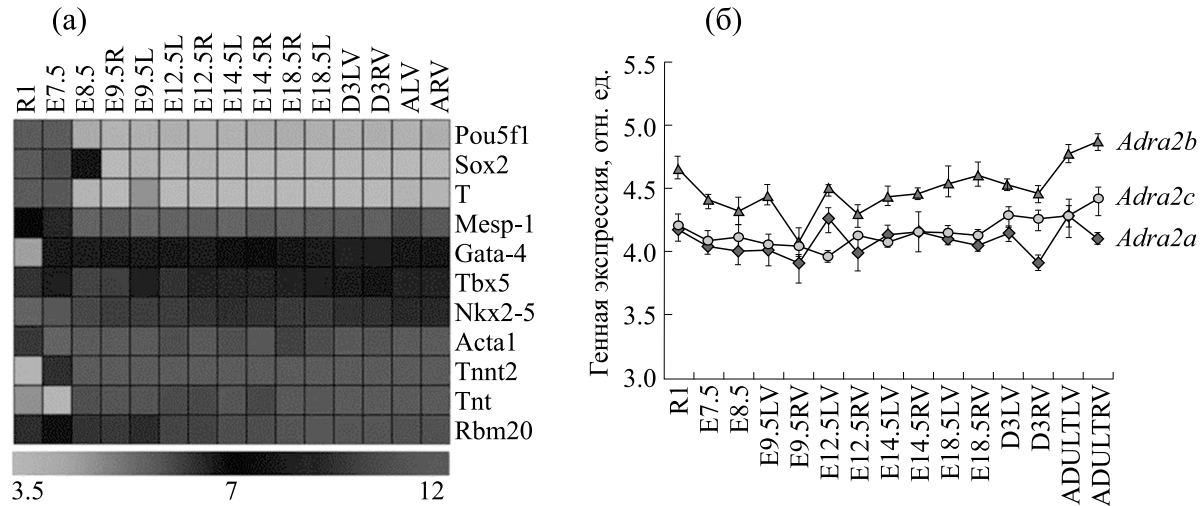 (а)
R1 E7.5 E8.5 E9.5R E9.5L E12.5L E12.5R E14.5L E14.5R E18.5R E18.5L D3LV D3RV ALV ARV
Pou5f1
Sox2
T
Mesp-1
Gata-4
Tbx5
Nkx2-5
Acta1
Tnnt2
Tnt
Rbm20
3.5 7 12
(б)
Генная экспрессия, отн. ед.
5.5
5.0
4.5
4.0
3.5
3.0
Adra2b
Adra2c
Adra2a
R1 E7.5 E8.5 E9.5LV E9.5RV E12.5LV E12.5RV E14.5LV E14.5RV E18.5LV E18.5RV D3LV D3RV ADULTLV ADULTRV